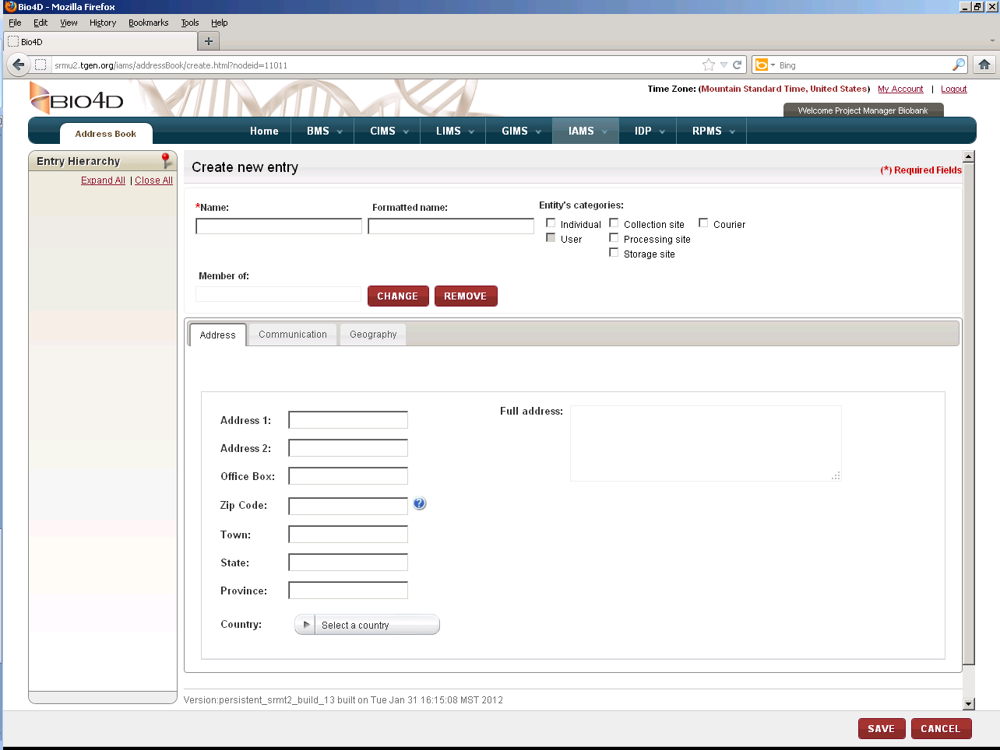 Bio4D - Mozilla Firefox
File Edit View History Bookmarks Tools Help
Bio4D +
srmu2.tgen.org/iams/addressBook/create.html?nodeid=11011 Bing
BIO4D
Time Zone: (Mountain Standard Time, United States) My Account | Logout
Welcome Project Manager Biobank
Address Book Home BMS CIMS LIMS GIMS IAMS IDP RPMS
Entry Hierarchy
Expand All | Close All
Create new entry
(*) Required Fields
*Name: Formatted name: Entity's categories:
Individual Collection site Courier
User Processing site
Storage site
Member of:
CHANGE REMOVE
Address Communication Geography
Address 1: Full address:
Address 2:
Office Box:
Zip Code: ?
Town:
State:
Province:
Country: Select a country
Version:persistent_srmt2_build_13 built on Tue Jan 31 16:15:08 MST 2012
SAVE CANCEL